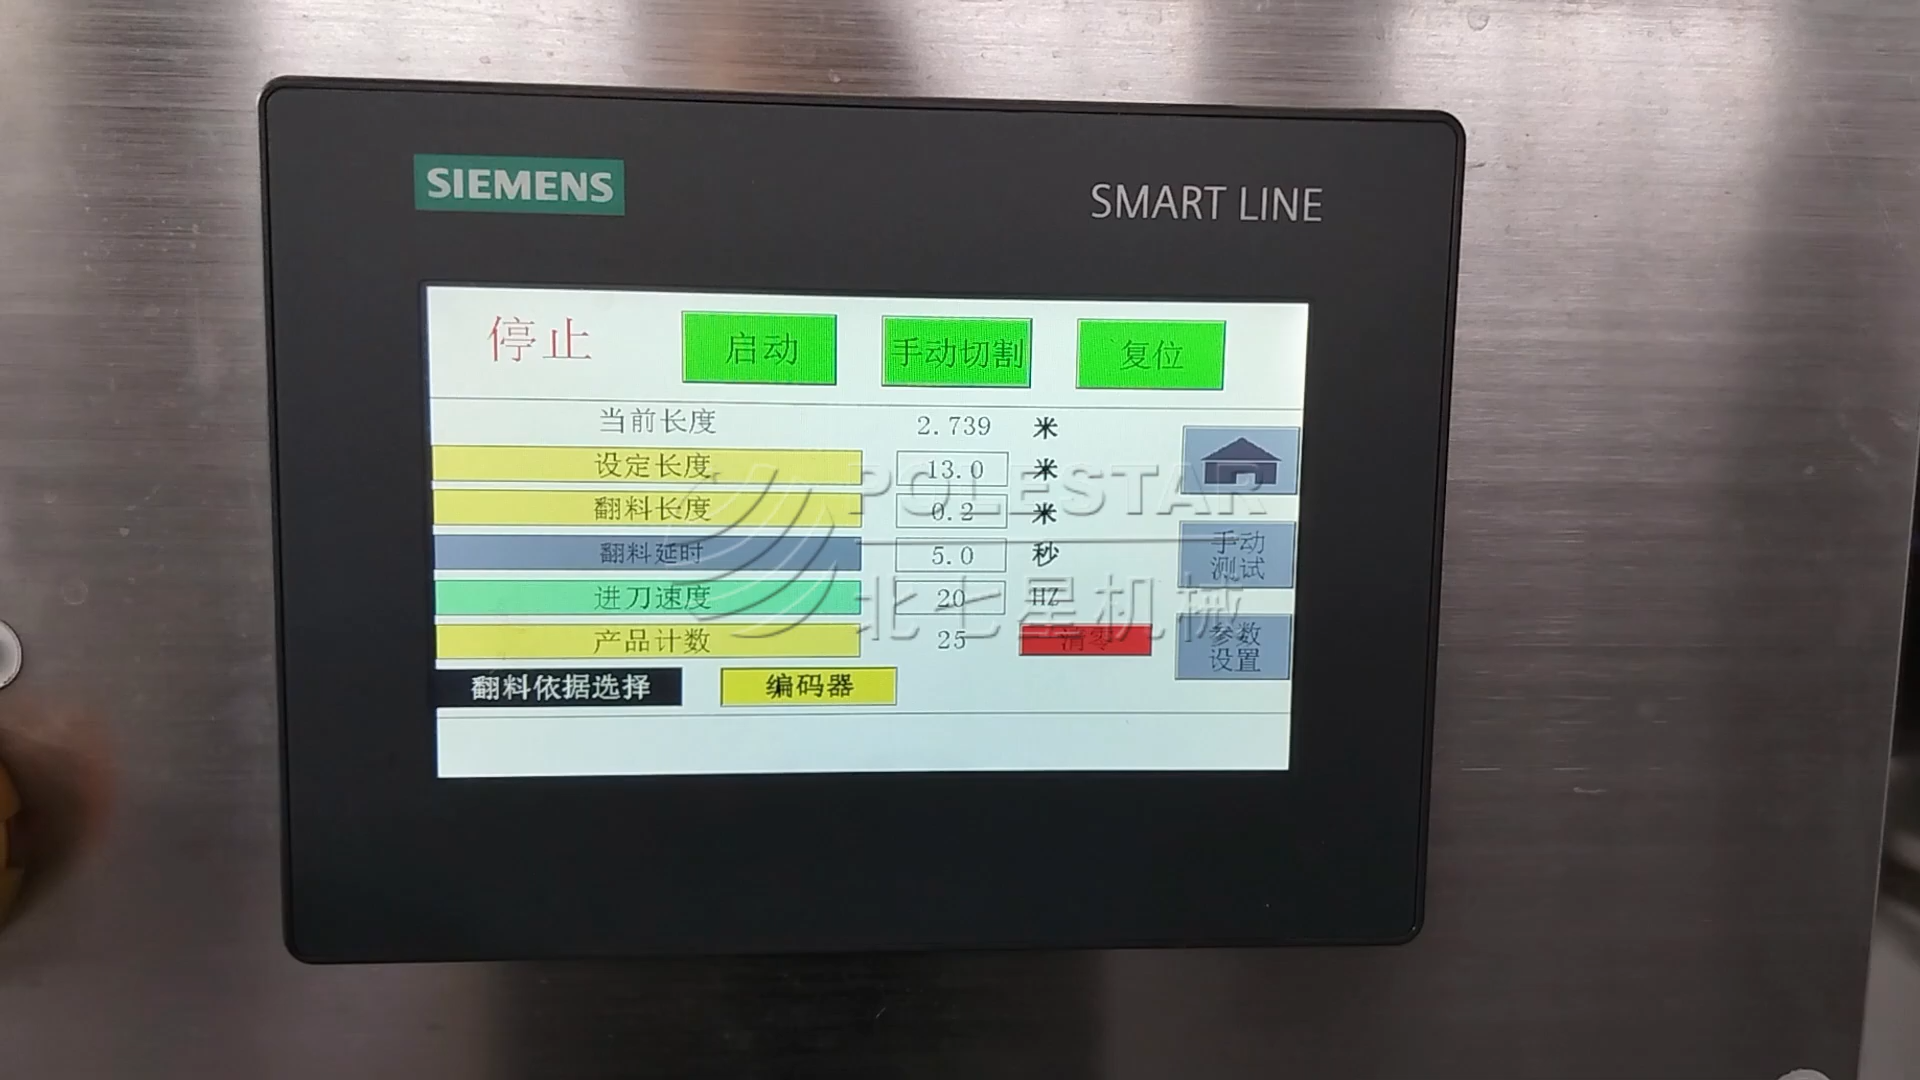 SIEMENS
SMART LINE
停止 启动 手动切割 复位
当前长度 2.739 米
设定长度 13.0 米
翻料长度 0.2 米
翻料延时 5.0 秒
进刀速度 20 HZ
产品计数 25 清零
翻料依据选择 编码器
手动
测试
参数
设置
POLESTAR
北七星机械